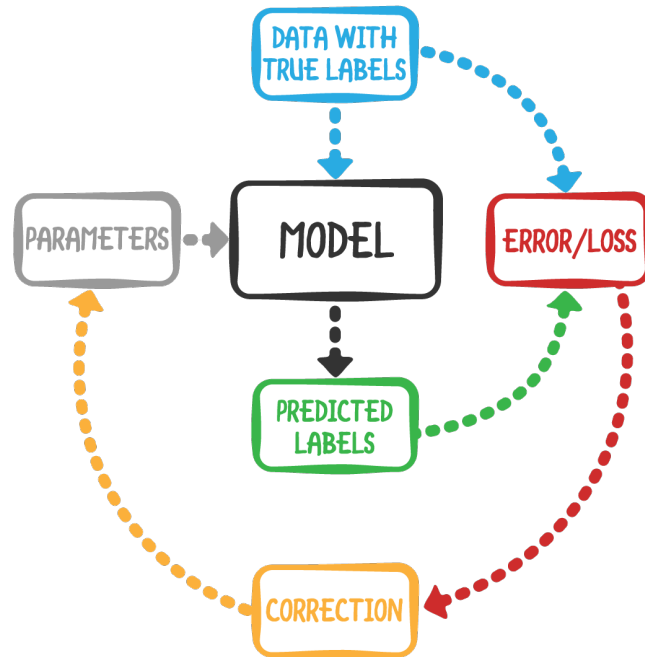 DATA WITH
TRUE LABELS
PARAMETERS
MODEL
ERROR/LOSS
PREDICTED
LABELS
CORRECTION